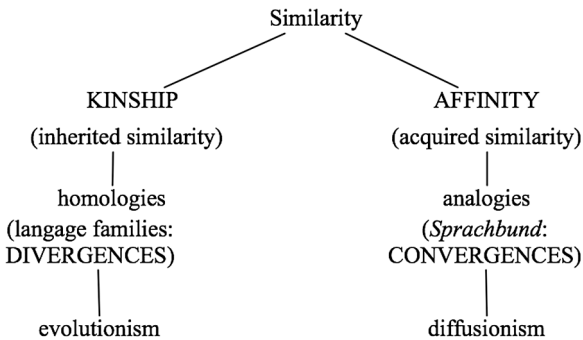 Similarity
KINSHIP
(inherited similarity)
homologies
(langage families:
DIVERGENCES)
evolutionism
AFFINITY
(acquired similarity)
analogies
(Sprachbund:
CONVERGENCES)
diffusionism